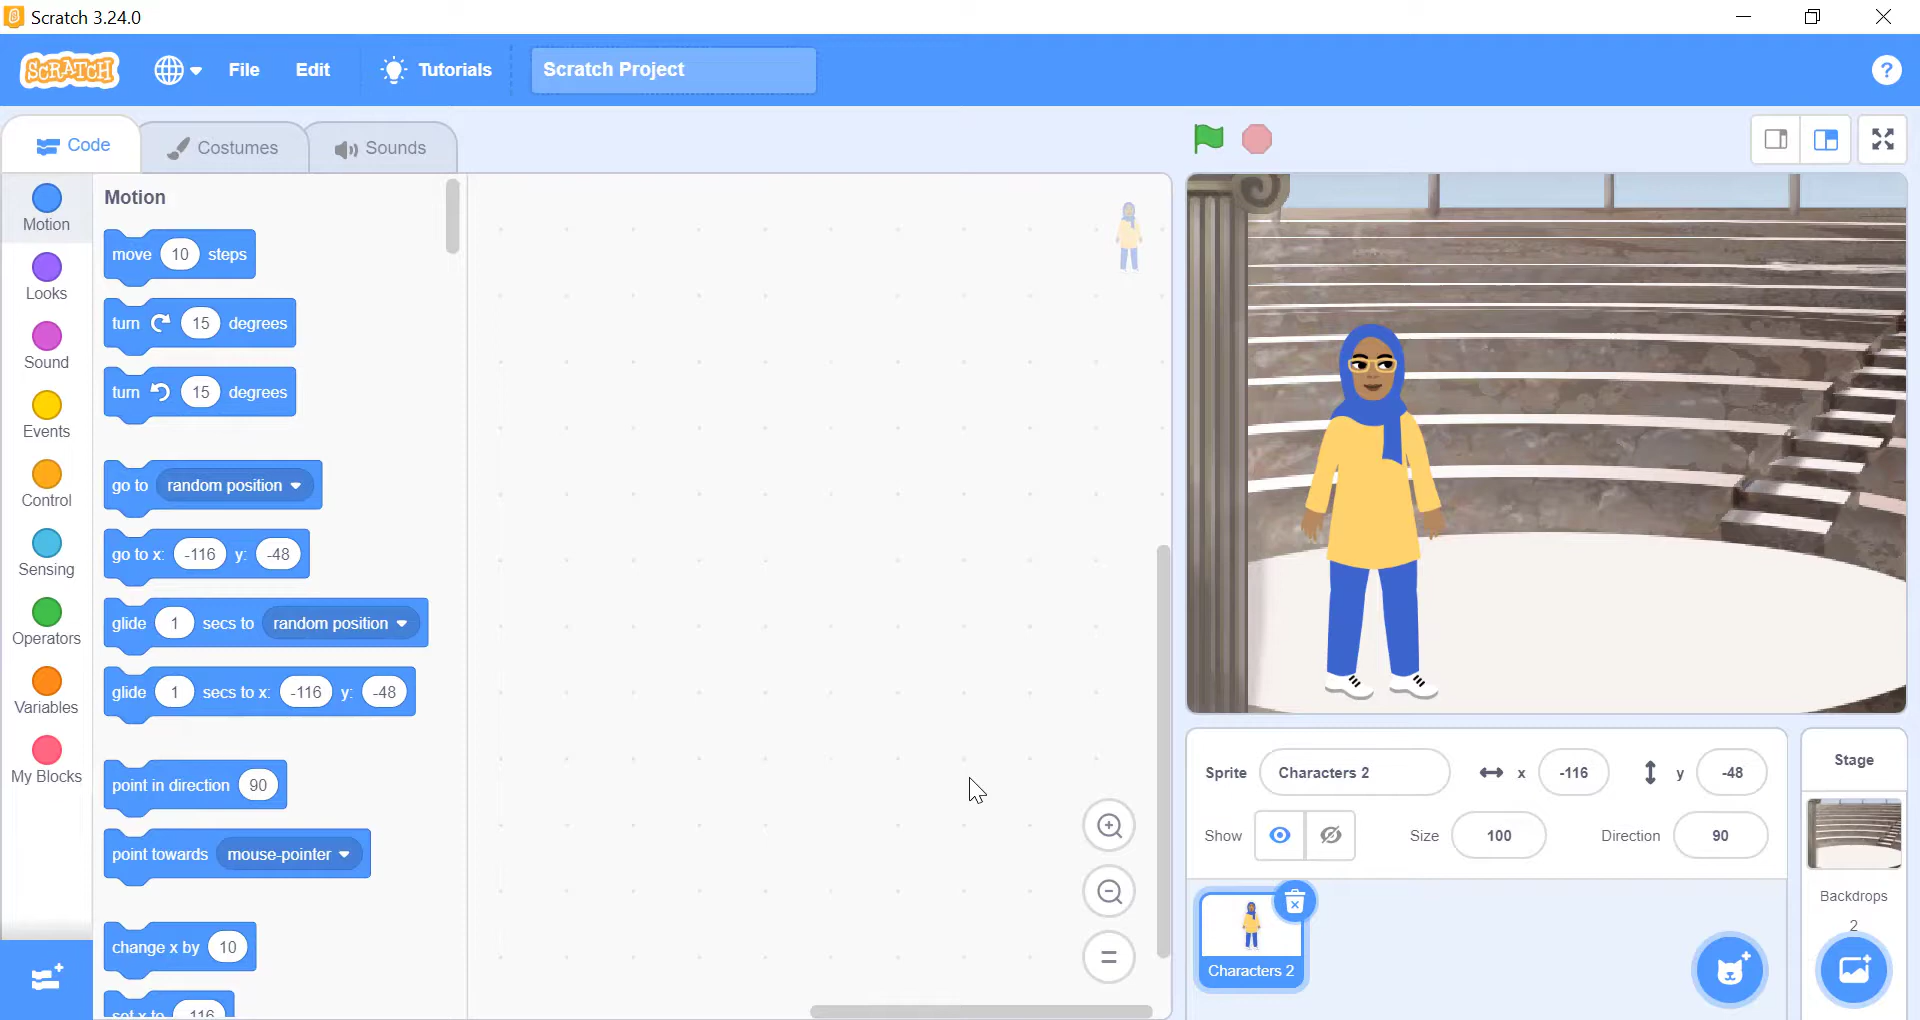 Scratch 3.24.0
SCRATCH File Edit Tutorials Scratch Project ?
Code Costumes Sounds
Motion
Looks
Sound
Events
Control
Sensing
Operators
Variables
My Blocks
Motion
move 10 steps
turn 15 degrees
turn 15 degrees
go to random position
go to x: -116 y: -48
glide 1 secs to random position
glide 1 secs to x: -116 y: -48
point in direction 90
point towards mouse-pointer
change x by 10
set x to -116
Sprite Characters 2 x -116 y -48
Show Size 100 Direction 90
Characters 2
Stage
Backdrops
2